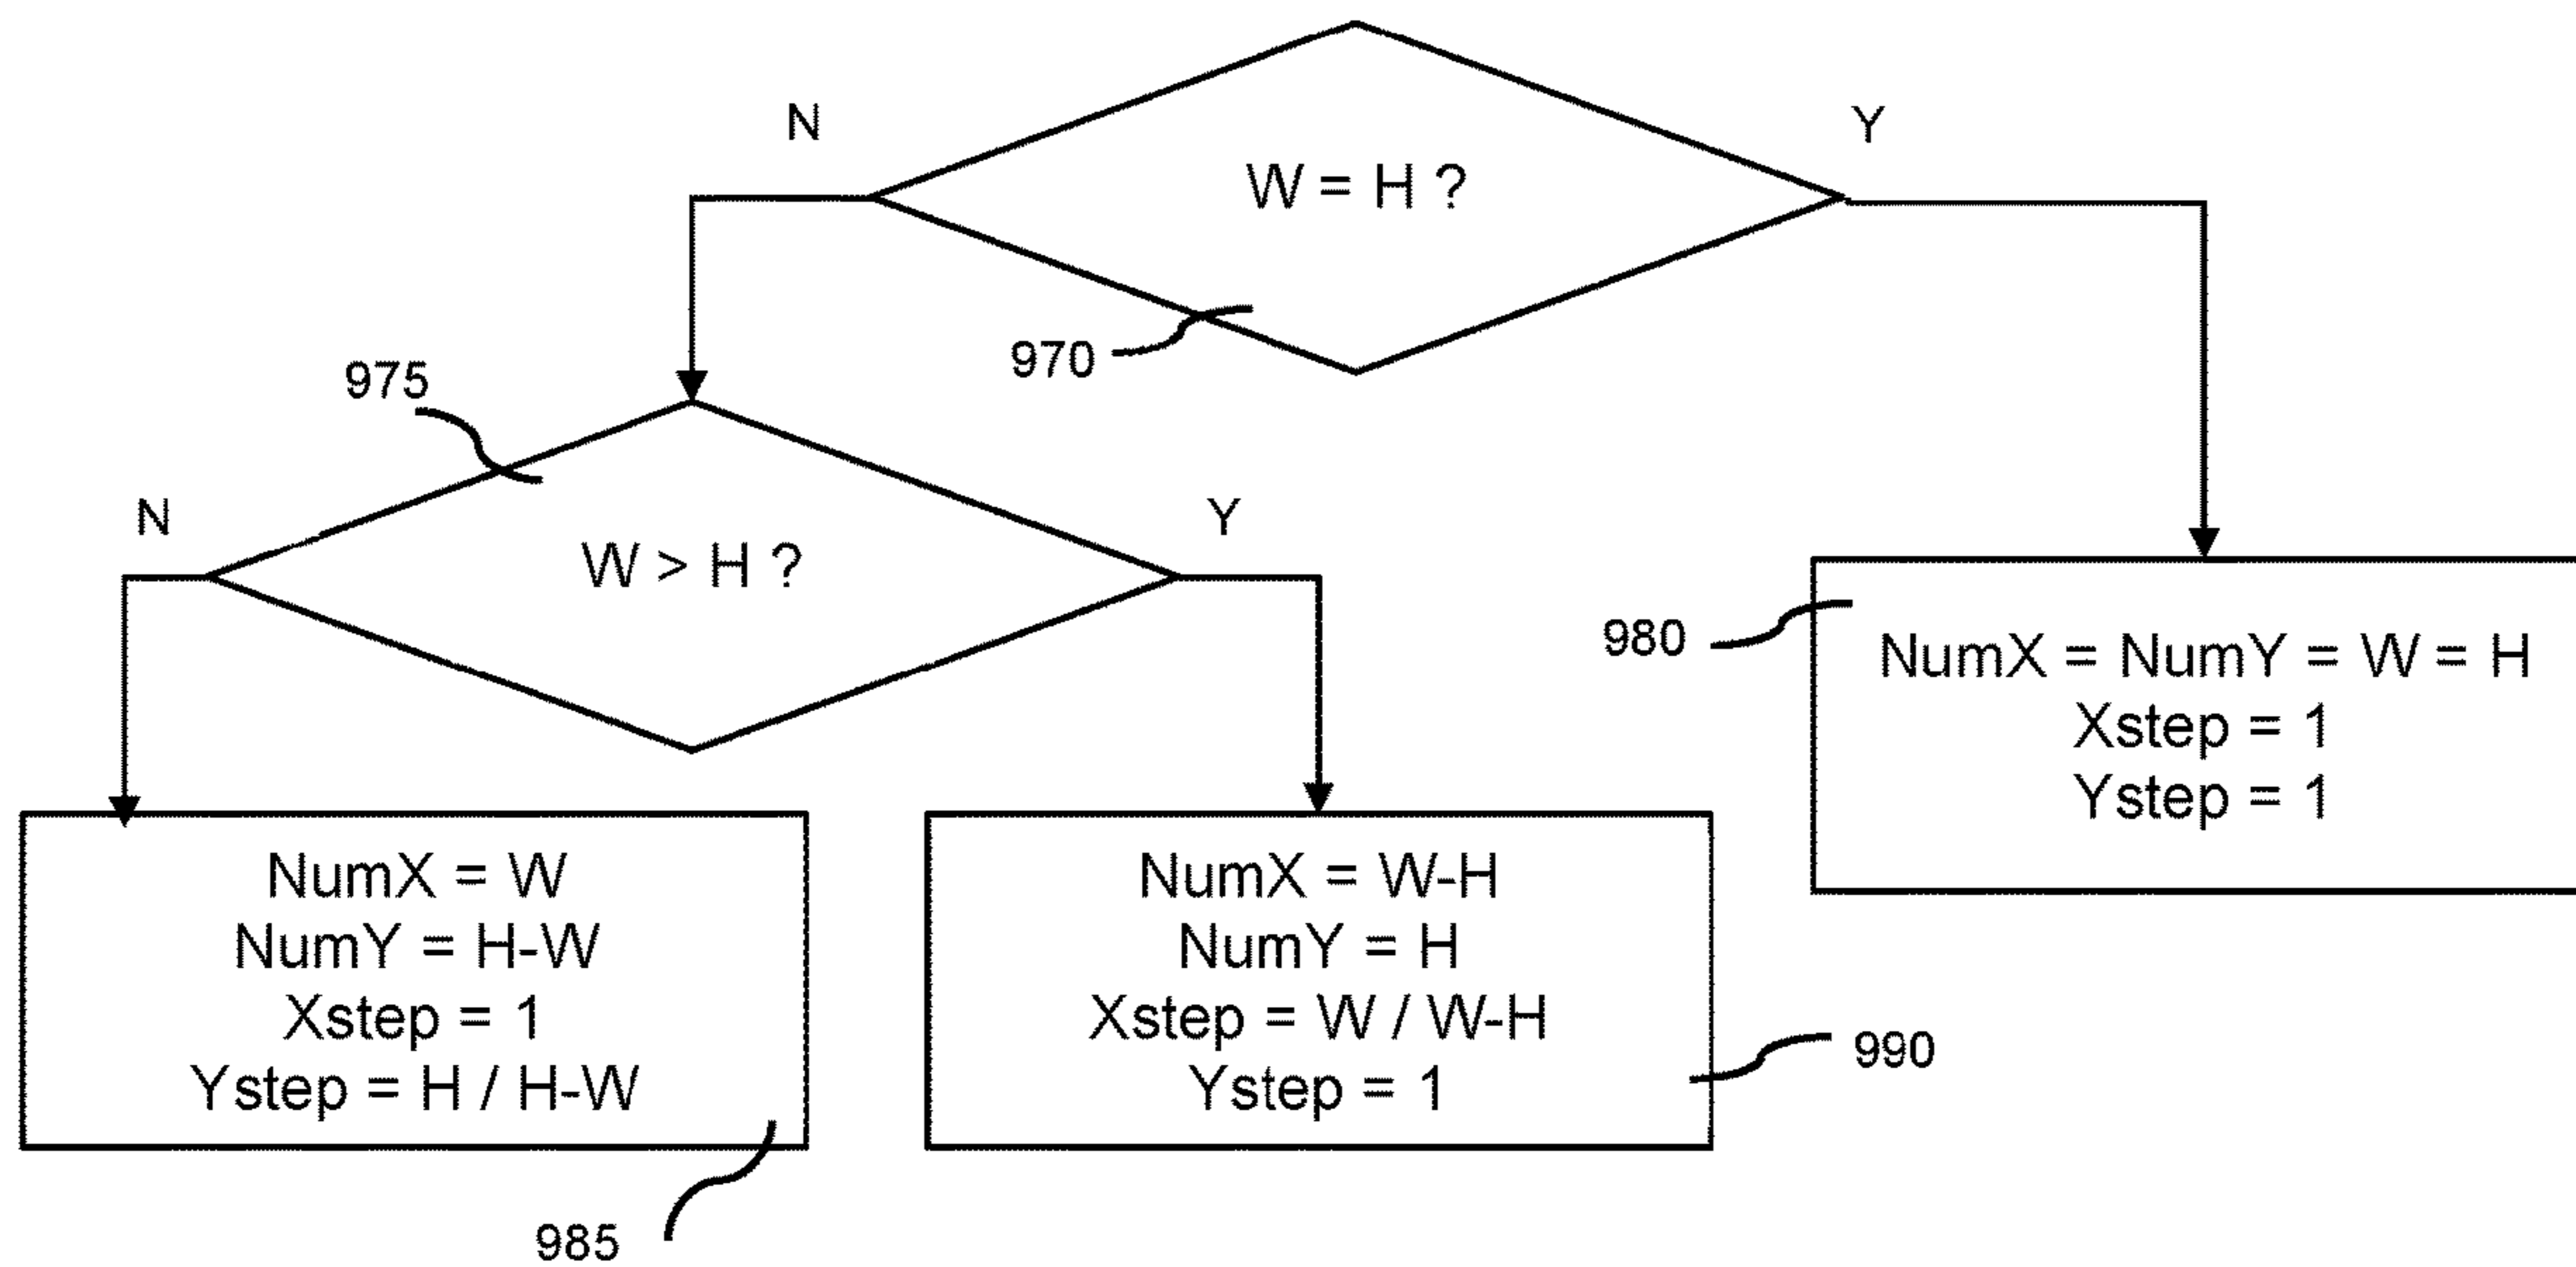 N
Y
W = H ?
970
975
N
Y
W > H ?
980
NumX = NumY = W = H
Xstep = 1
Ystep = 1
NumX = W
NumY = H-W
Xstep = 1
Ystep = H / H-W
985
NumX = W-H
NumY = H
Xstep = W / W-H
Ystep = 1
990